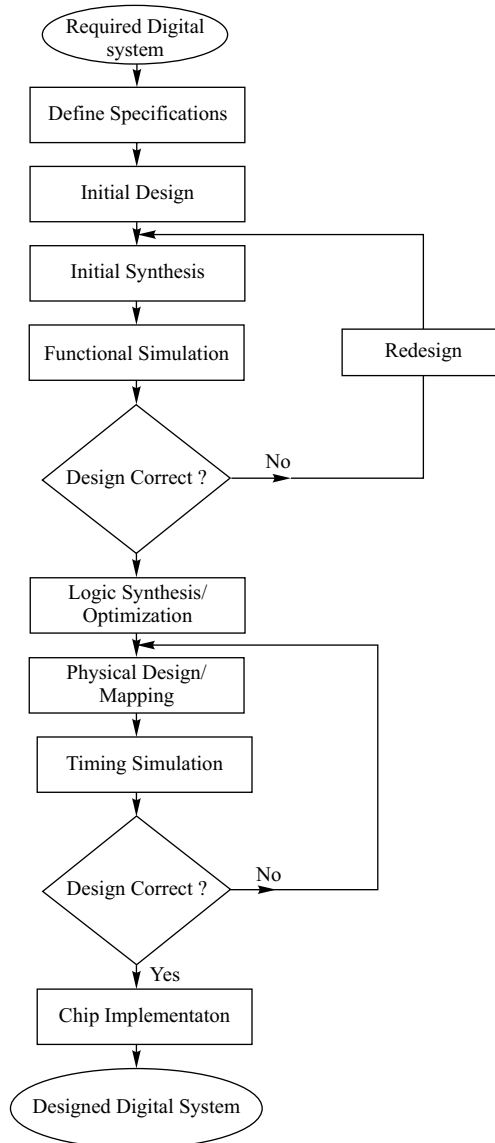 Required Digital
system
Define Specifications
Initial Design
Initial Synthesis
Functional Simulation
Redesign
Design Correct ?
No
Logic Synthesis/
Optimization
Physical Design/
Mapping
Timing Simulation
Design Correct ?
No
Yes
Chip Implementaton
Designed Digital System